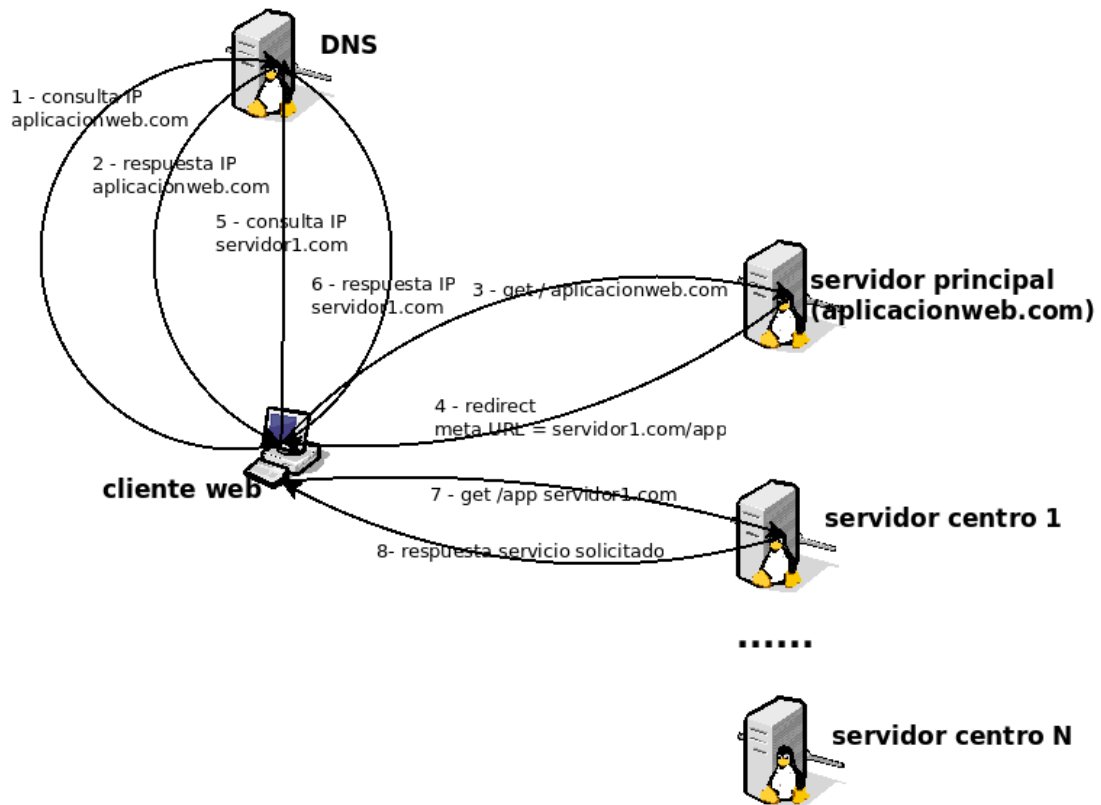 DNS
1 - consulta IP
aplicacionweb.com
2 - respuesta IP
aplicacionweb.com
5 - consulta IP
servidor1.com
6 - respuesta IP
servidor1.com
3 - get / aplicacionweb.com
servidor principal
(aplicacionweb.com)
4 - redirect
meta URL = servidor1.com/app
cliente web
7 - get /app servidor1.com
servidor centro 1
8- respuesta servicio solicitado
......
servidor centro N